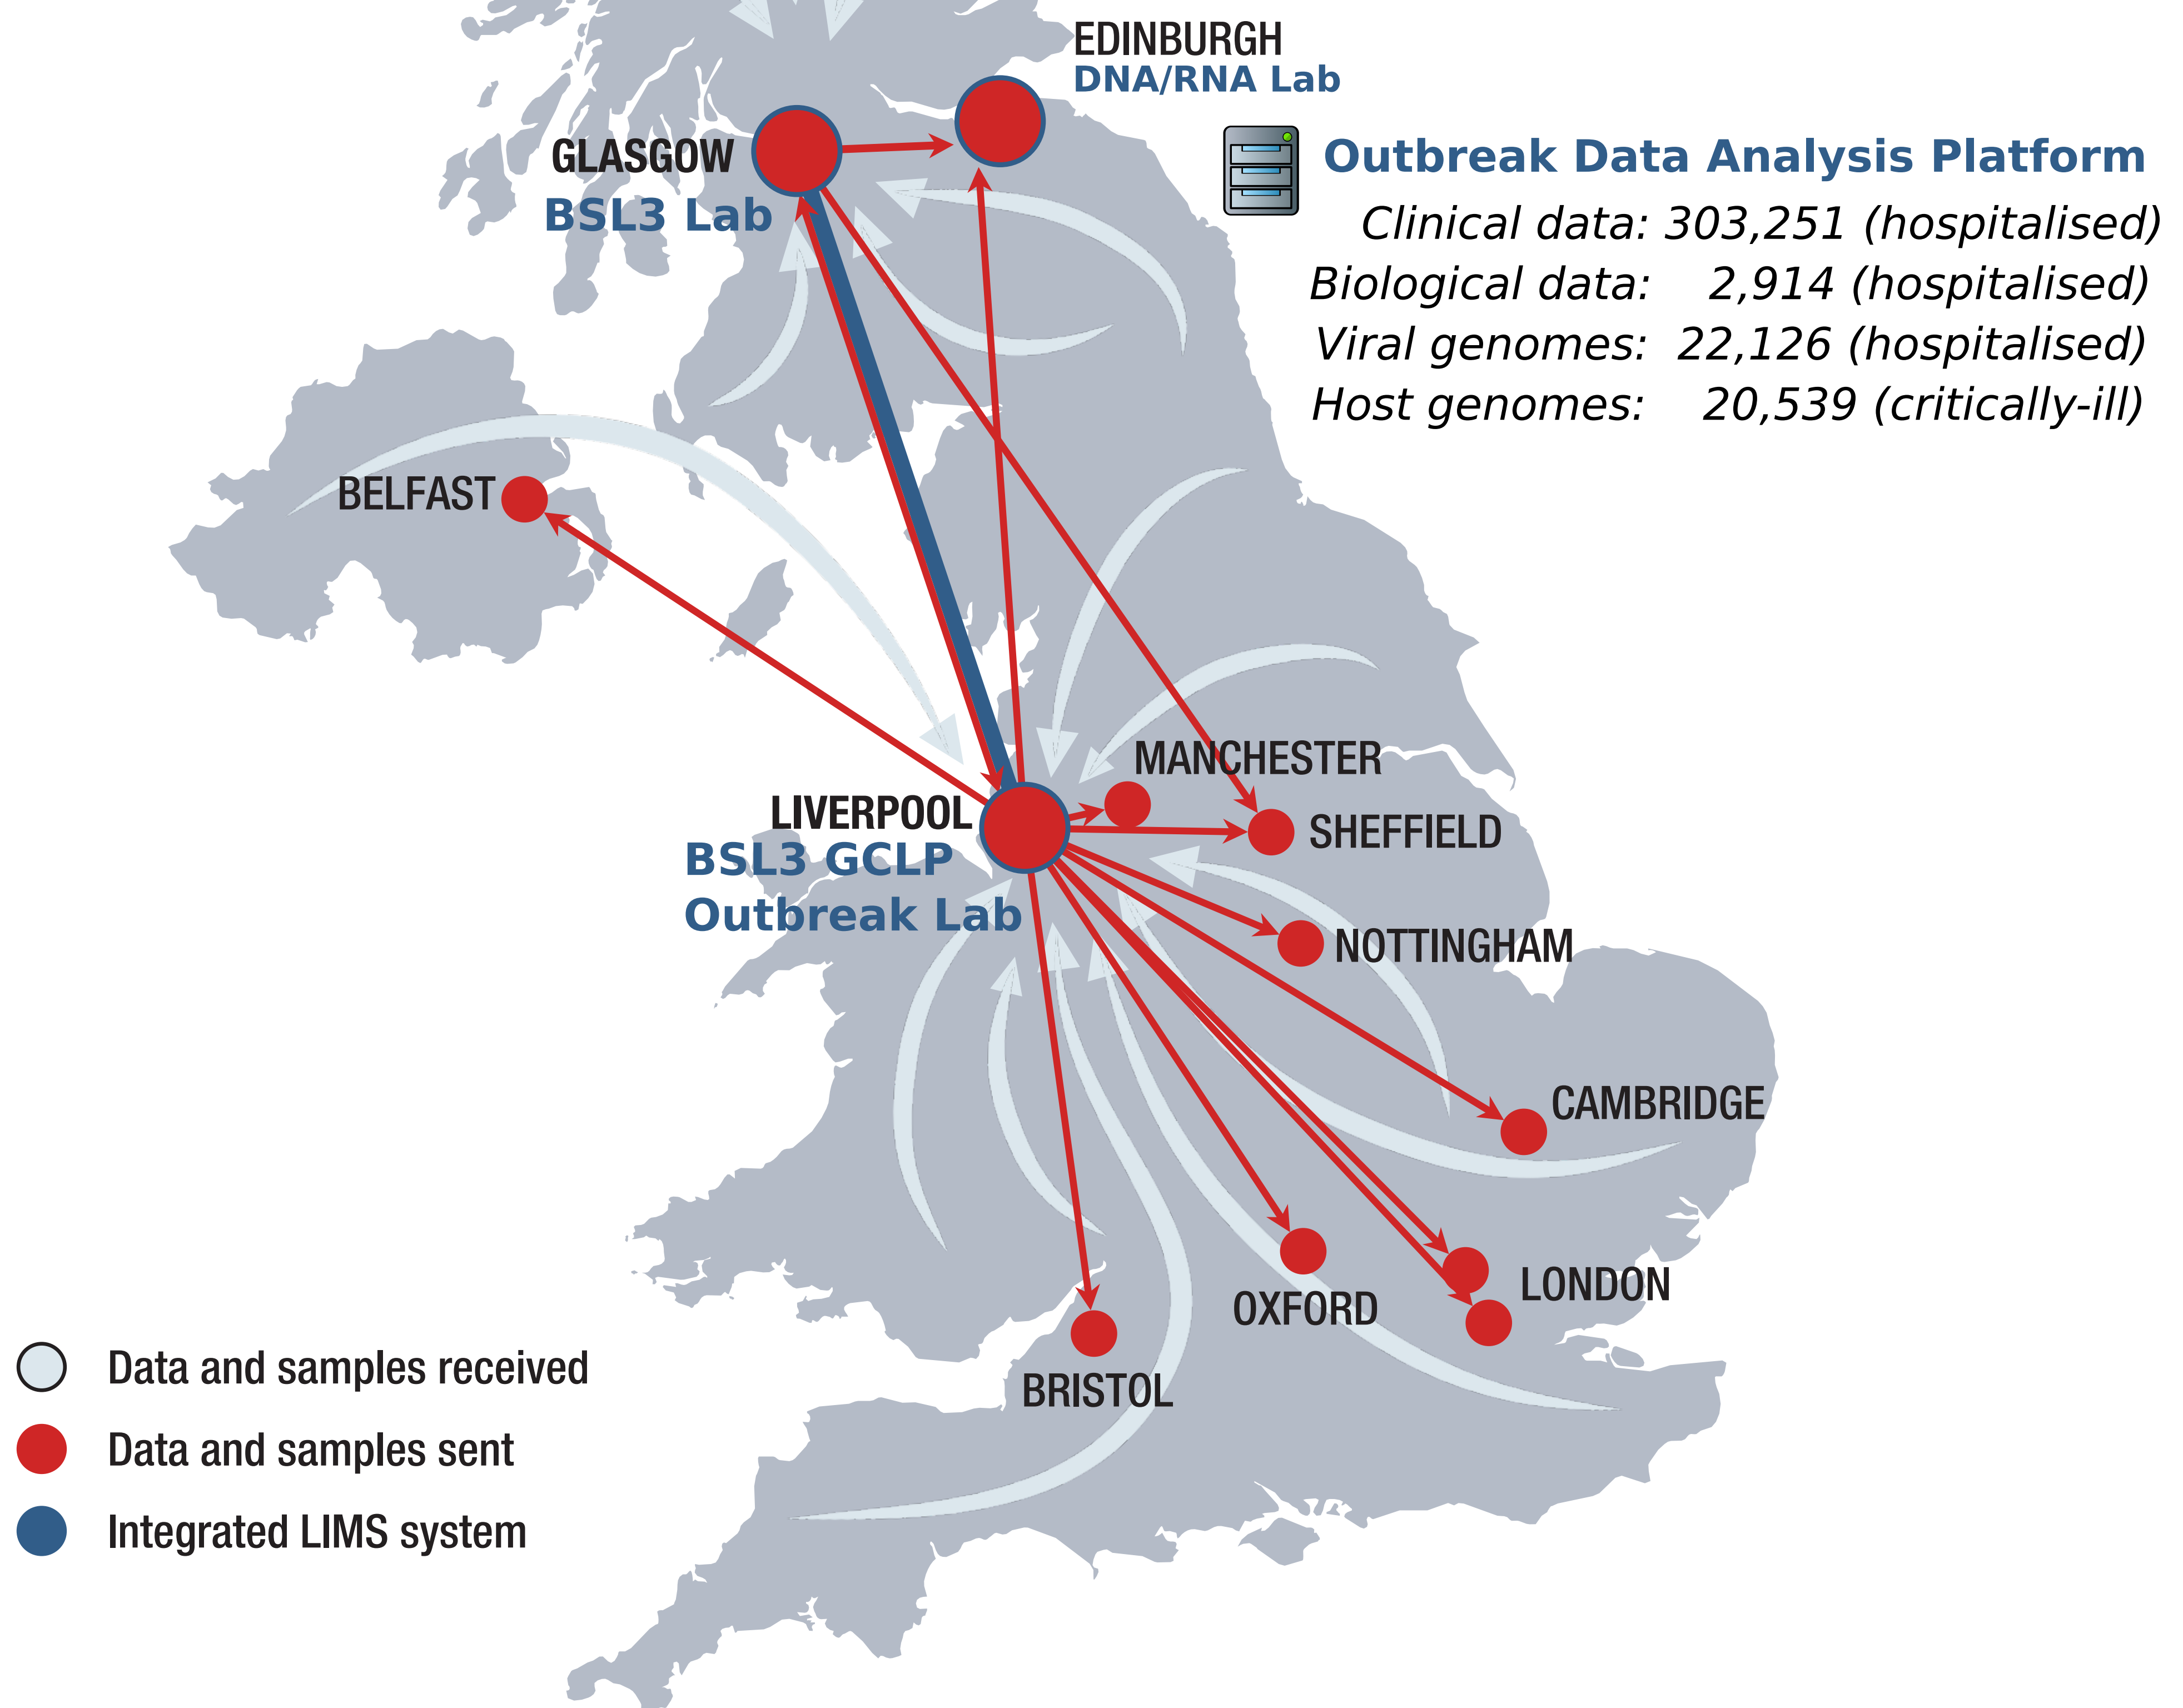 EDINBURGH
DNA/RNA Lab
GLASGOW
BSL3 Lab
Outbreak Data Analysis Platform
Clinical data: 303,251 (hospitalised)
Biological data: 2,914 (hospitalised)
Viral genomes: 22,126 (hospitalised)
Host genomes: 20,539 (critically-ill)
BELFAST
MANCHESTER
LIVERPOOL
BSL3 GCLP
Outbreak Lab
SHEFFIELD
NOTTINGHAM
CAMBRIDGE
LONDON
OXFORD
BRISTOL
Data and samples received
Data and samples sent
Integrated LIMS system